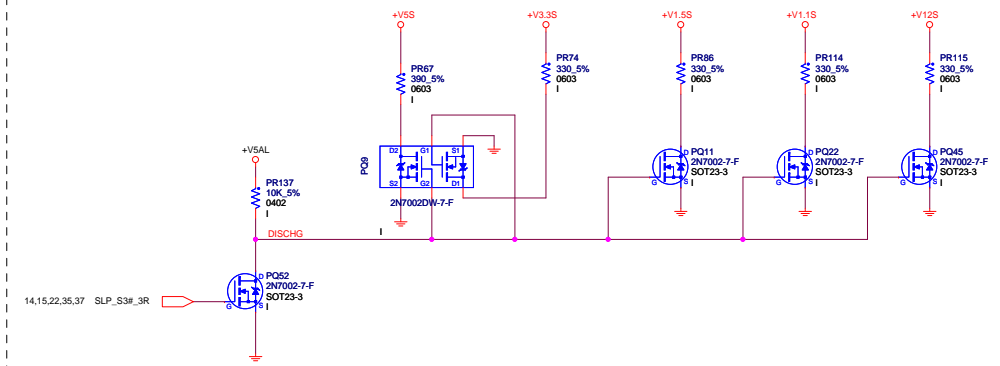 +V5S
+V3.3S
+V1.5S
+V1.1S
+V12S
PR67
390_5%
0603
I
PR74
330_5%
0603
I
PR86
330_5%
0603
I
PR114
330_5%
0603
I
PR115
330_5%
0603
I
+V5AL
PR137
10K_5%
0402
I
PQ9
D2 G1 S1
S2 G2 D1
2N7002DW-7-F
I
D
PQ11
2N7002-7-F
SOT23-3
I
G
S
D
PQ22
2N7002-7-F
SOT23-3
I
G
S
D
PQ45
2N7002-7-F
SOT23-3
I
G
S
DISCHG
D
PQ52
2N7002-7-F
SOT23-3
I
G
S
14,15,22,35,37 SLP_S3#_3R